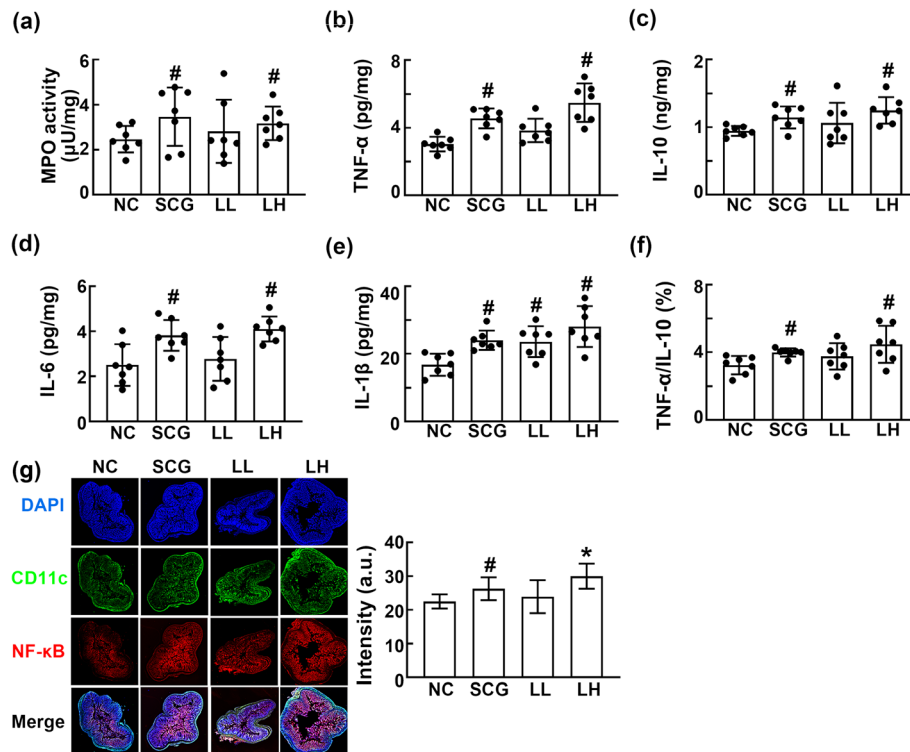 (a)
MPO activity
(μU/mg)
6
4
2
0
#
#
NC SCG LL LH
(b)
TNF-α (pg/mg)
8
6
4
2
0
#
#
NC SCG LL LH
(c)
IL-10 (ng/mg)
2
1
0
#
#
NC SCG LL LH
(d)
IL-6 (pg/mg)
6
4
2
0
#
#
NC SCG LL LH
(e)
IL-1β (pg/mg)
40
20
0
#
#
#
NC SCG LL LH
(f)
TNF-α/IL-10 (%)
8
4
0
#
#
NC SCG LL LH
(g)
NC SCG LL LH
DAPI
CD11c
NF-κB
Merge
Intensity (a.u.)
40
30
20
10
0
#
*
NC SCG LL LH